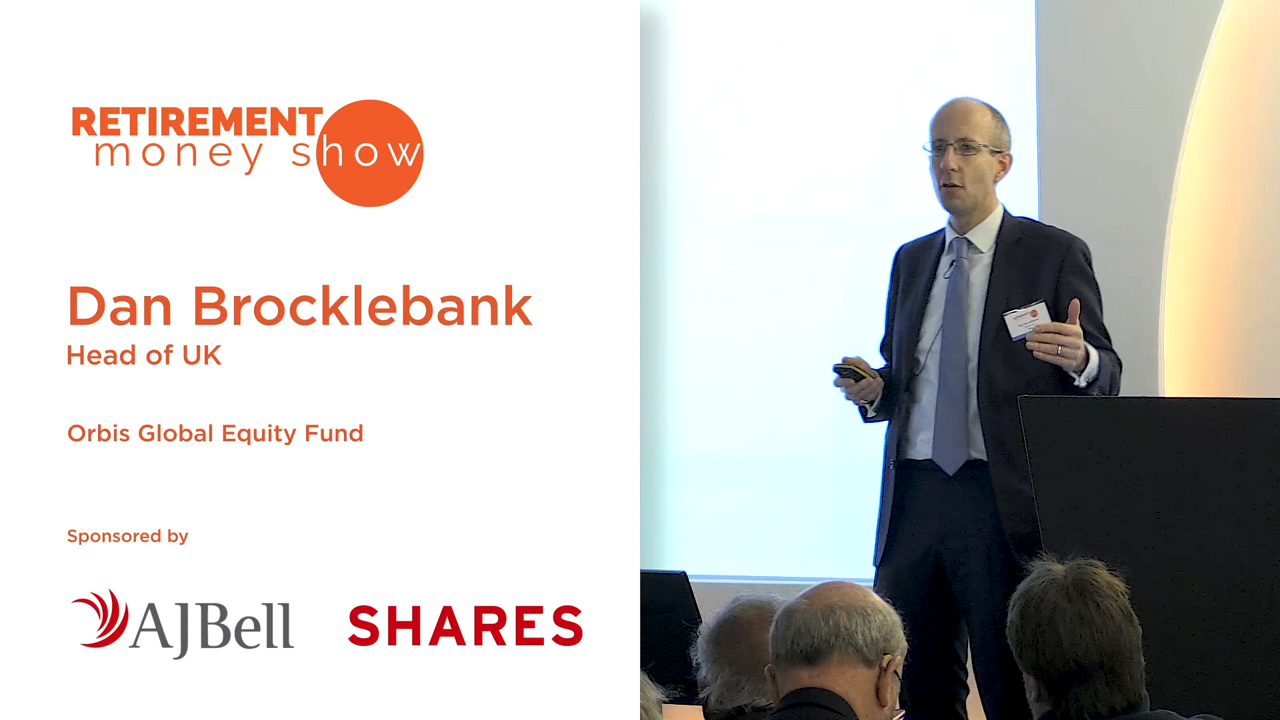 RETIREMENT
money show
Dan Brocklebank
Head of UK
Orbis Global Equity Fund
Sponsored by
AJBell SHARES